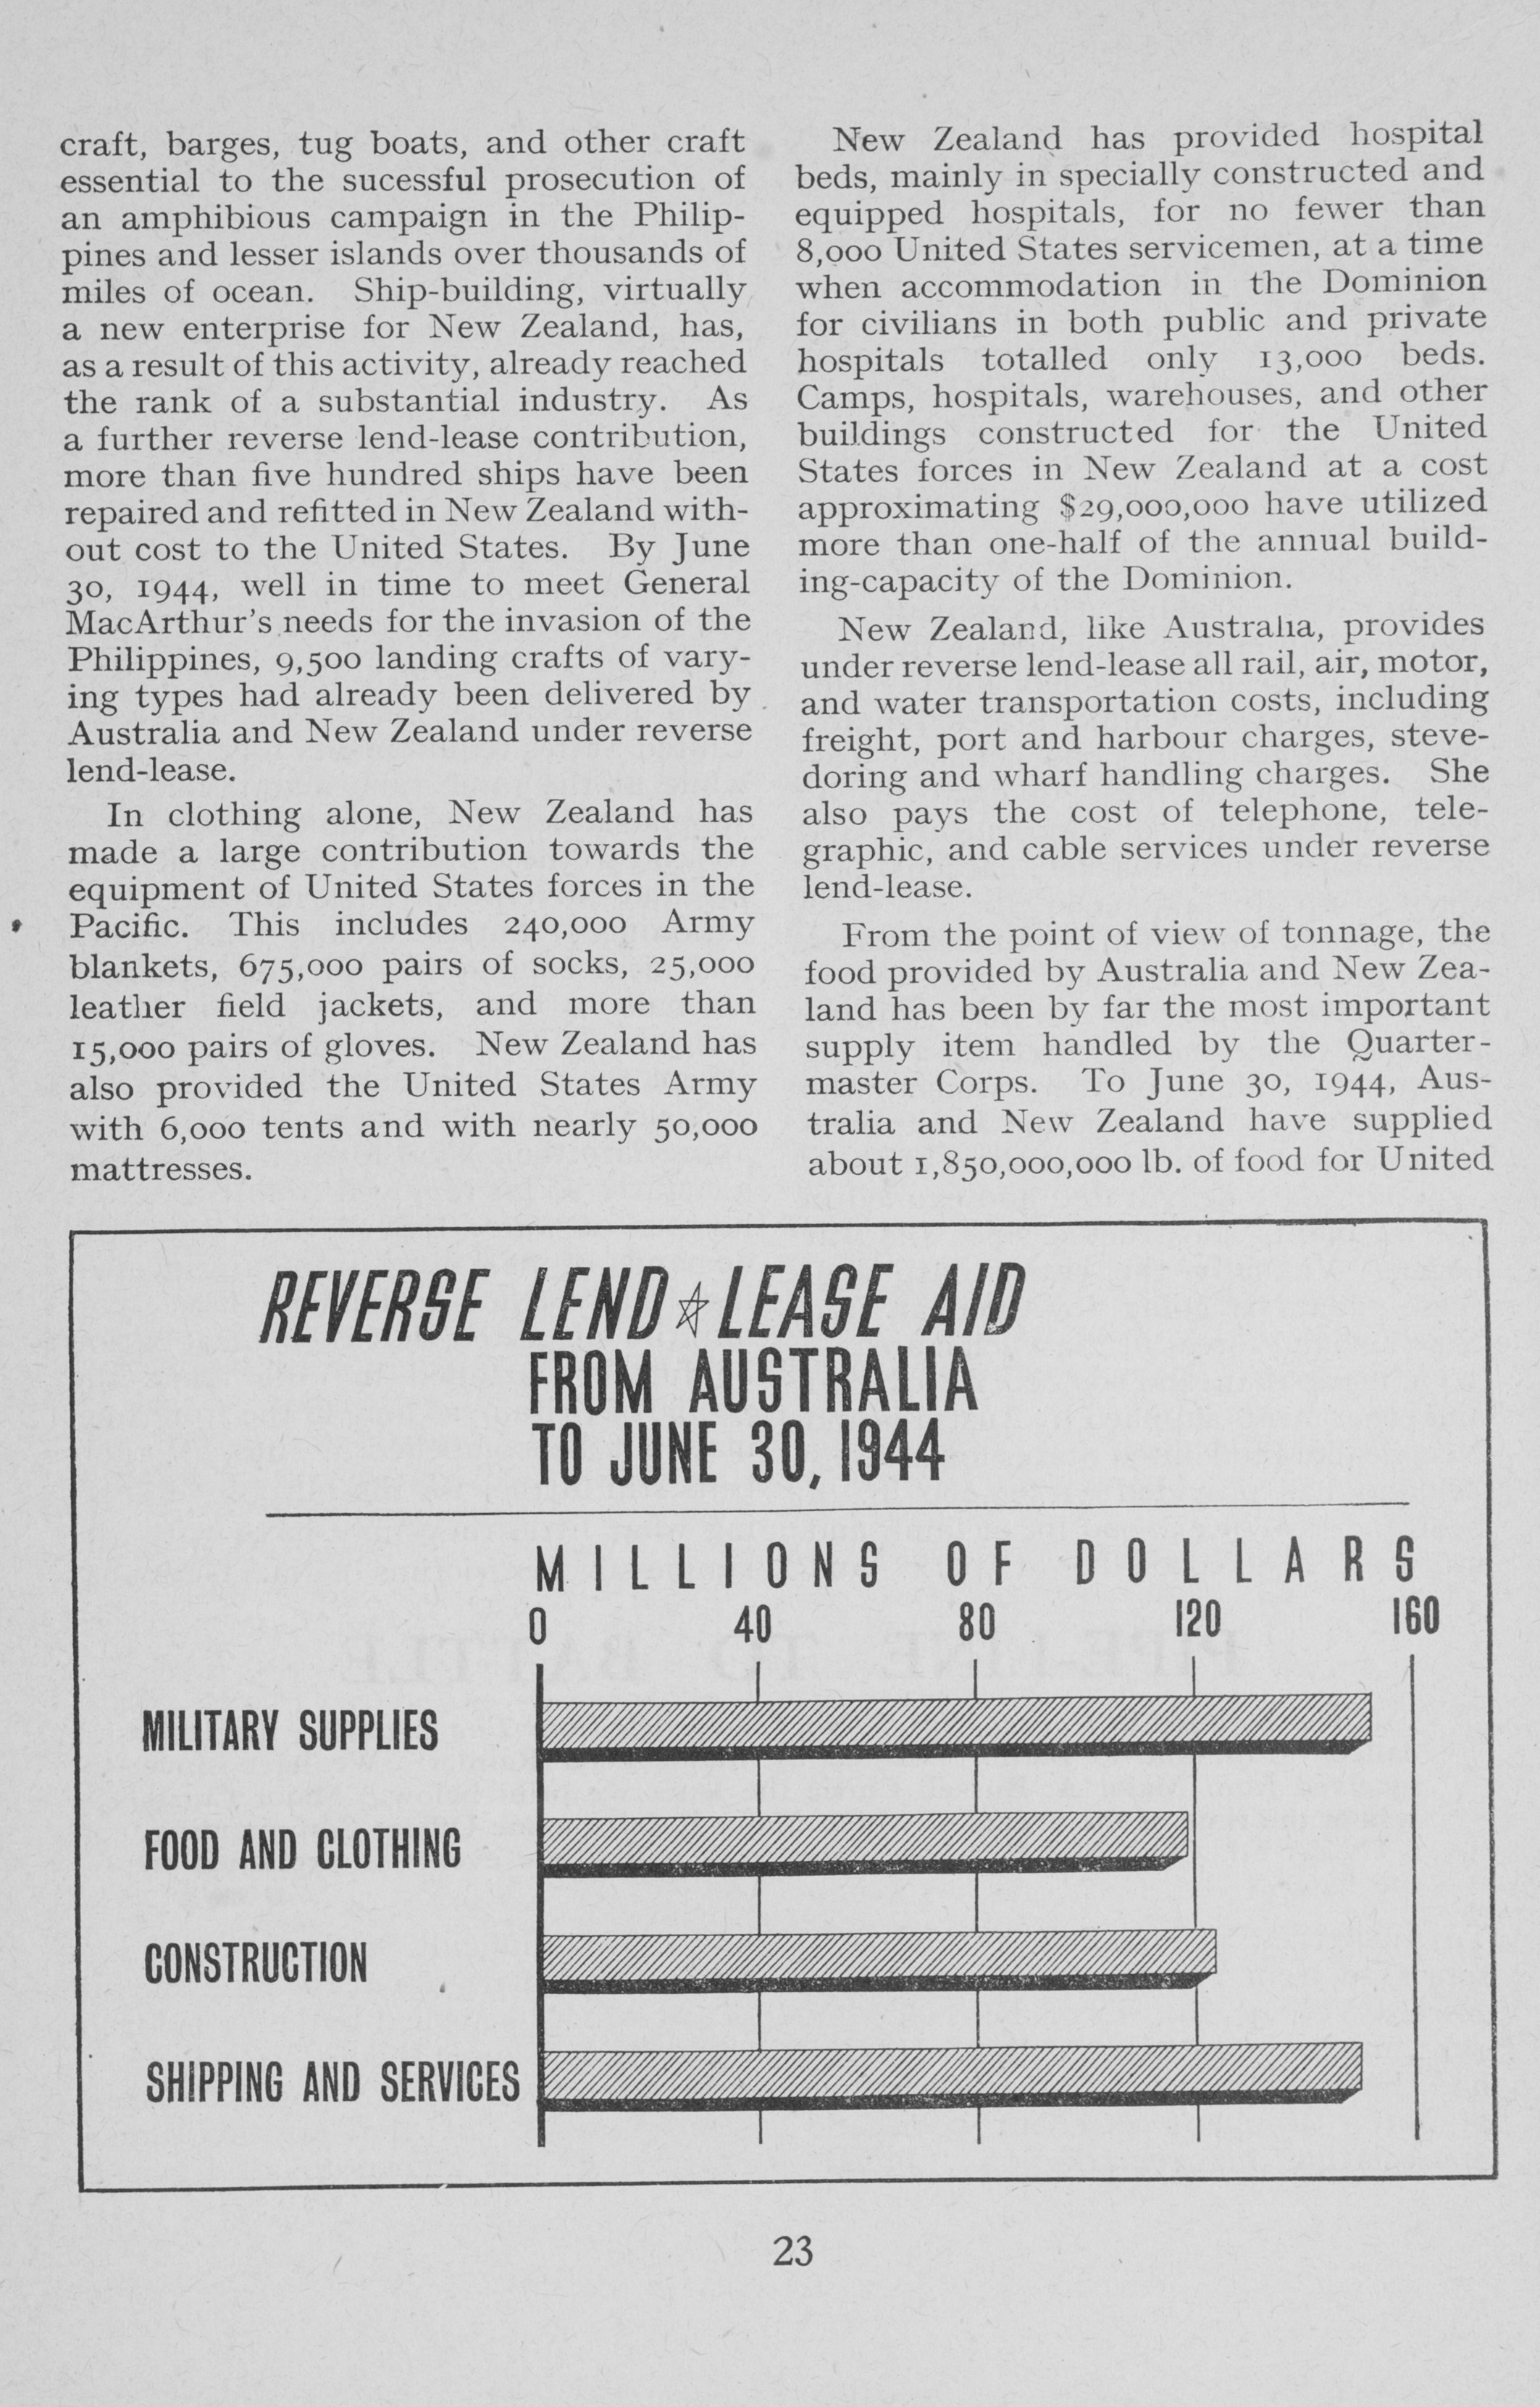 craft, barges, tug boats, and other craft
essential to the sucessful prosecution of
an amphibious campaign in the Philip-
pines and lesser islands over thousands of
miles of ocean. Ship-building, virtually
a new enterprise for New Zealand, has,
as a result of this activity, already reached
the rank of a substantial industry. As
a further reverse lend-lease contribution,
more than five hundred ships have been
repaired and refitted in New Zealand with-
out cost to the United States. By June
30, 1944, well in time to meet General
MacArthur's needs for the invasion of the
Philippines, 9,500 landing crafts of vary-
ing types had already been delivered by
Australia and New Zealand under reverse
lend-lease.
In clothing alone, New Zealand has
made a large contribution towards the
equipment of United States forces in the
Pacific. This includes 240,000 Army
blankets, 675,000 pairs of socks, 25,000
leather field jackets, and more than
15,000 pairs of gloves. New Zealand has
also provided the United States Army
with 6,000 tents and with nearly 50,000
mattresses.
New Zealand has provided hospital
beds, mainly in specially constructed and
equipped hospitals, for no fewer than
8,000 United States servicemen, at a time
when accommodation in the Dominion
for civilians in both public and private
hospitals totalled only 13,000 beds.
Camps, hospitals, warehouses, and other
buildings constructed for the United
States forces in New Zealand at a cost
approximating $29,000,000 have utilized
more than one-half of the annual build-
ing-capacity of the Dominion.
New Zealand, like Australia, provides
under reverse lend-lease all rail, air, motor,
and water transportation costs, including
freight, port and harbour charges, steve-
doring and wharf handling charges. She
also pays the cost of telephone, tele-
graphic, and cable services under reverse
lend-lease.
From the point of view of tonnage, the
food provided by Australia and New Zea-
land has been by far the most important
supply item handled by the Quarter-
master Corps. To June 30, 1944, Aus-
tralia and New Zealand have supplied
about 1,850,000,000 lb. of food for United
REVERSE LEND☆LEASE AID
FROM AUSTRALIA
TO JUNE 30, 1944
MILLIONS OF DOLLARS
0 40 80 120 160
MILITARY SUPPLIES
FOOD AND CLOTHING
CONSTRUCTION
SHIPPING AND SERVICES
23